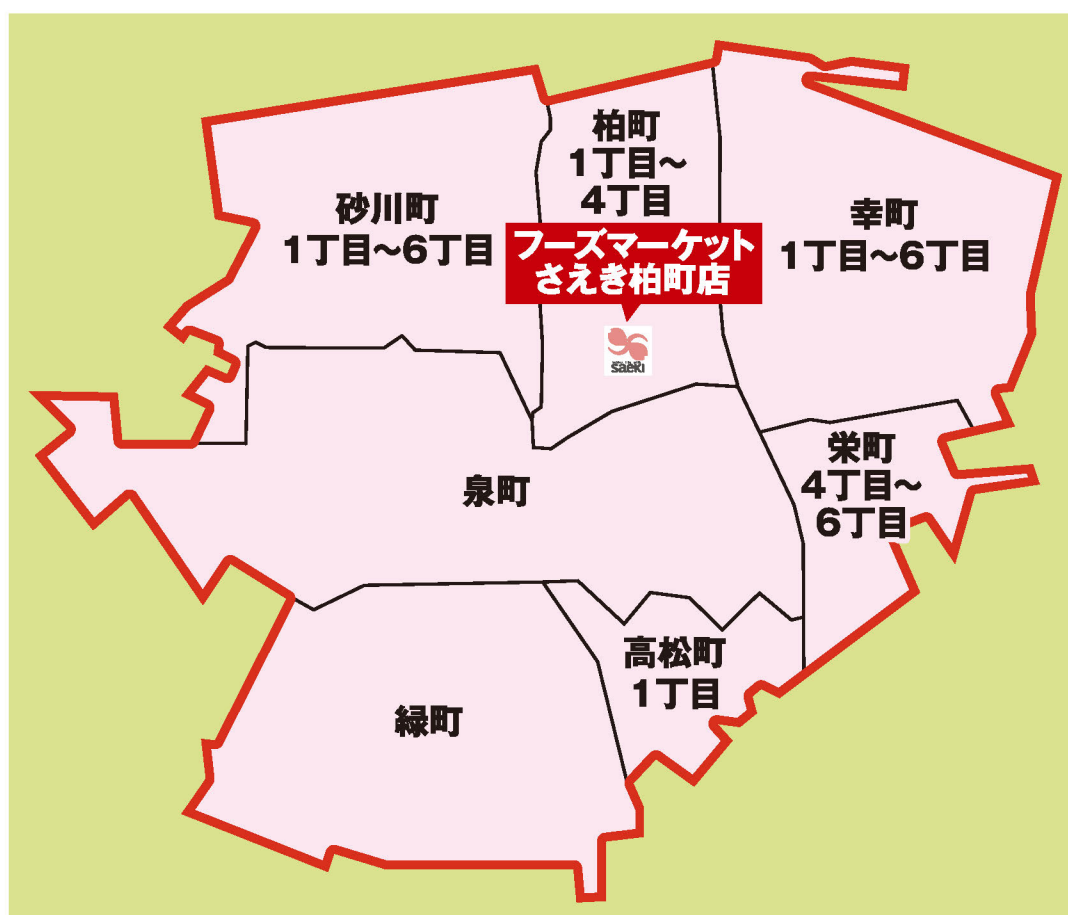 柏町
1丁目~
4丁目
砂川町
1丁目~6丁目
幸町
1丁目~6丁目
フーズマーケット
さえき柏町店
saeki
栄町
4丁目~
6丁目
泉町
高松町
1丁目
緑町